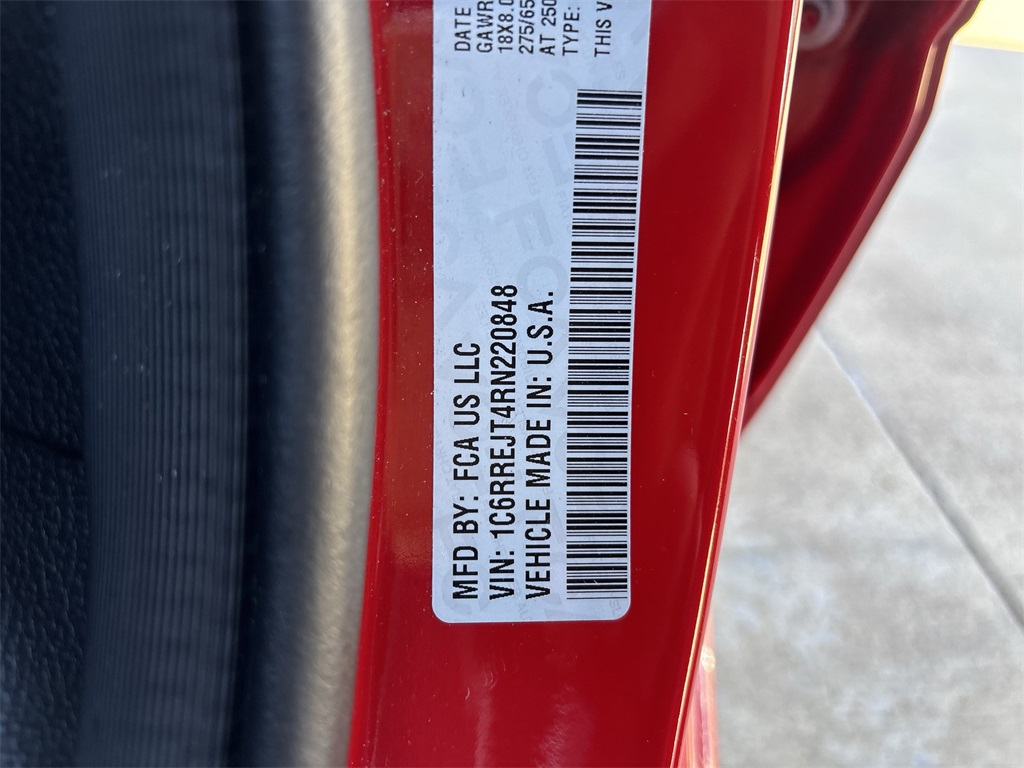 MFD BY: FCA US LLC
VIN: 1C6RREJT4RN220848
VEHICLE MADE IN: U.S.A.
DATE
GAWR
18X8.0
275/65
AT 250
TYPE:
THIS V